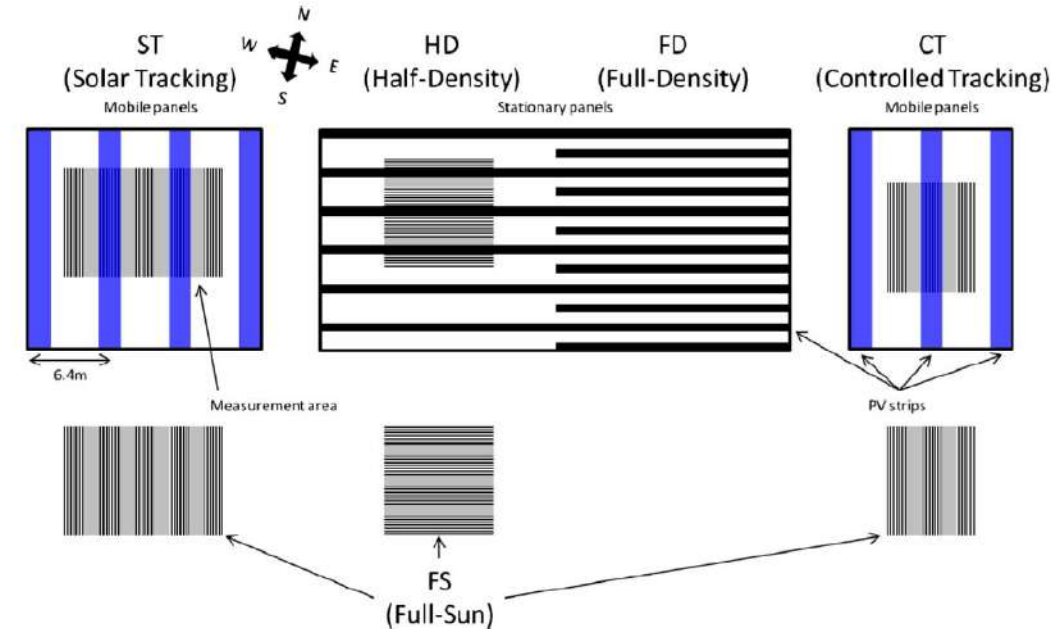 N
W
E
S
ST
(Solar Tracking)
Mobile panels
HD
(Half-Density)
FD
(Full-Density)
Stationary panels
CT
(Controlled Tracking)
Mobile panels
6.4m
Measurement area
PV strips
FS
(Full-Sun)